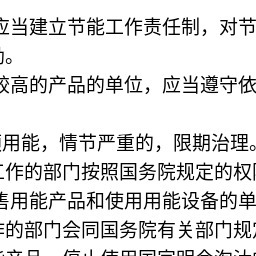 应当建立节能工作责任制，对节
。
较高的产品的单位，应当遵守依
用能，情节严重的，限期治理。
工作的部门按照国务院规定的权
售用能产品和使用用能设备的单
作的部门会同国务院有关部门规